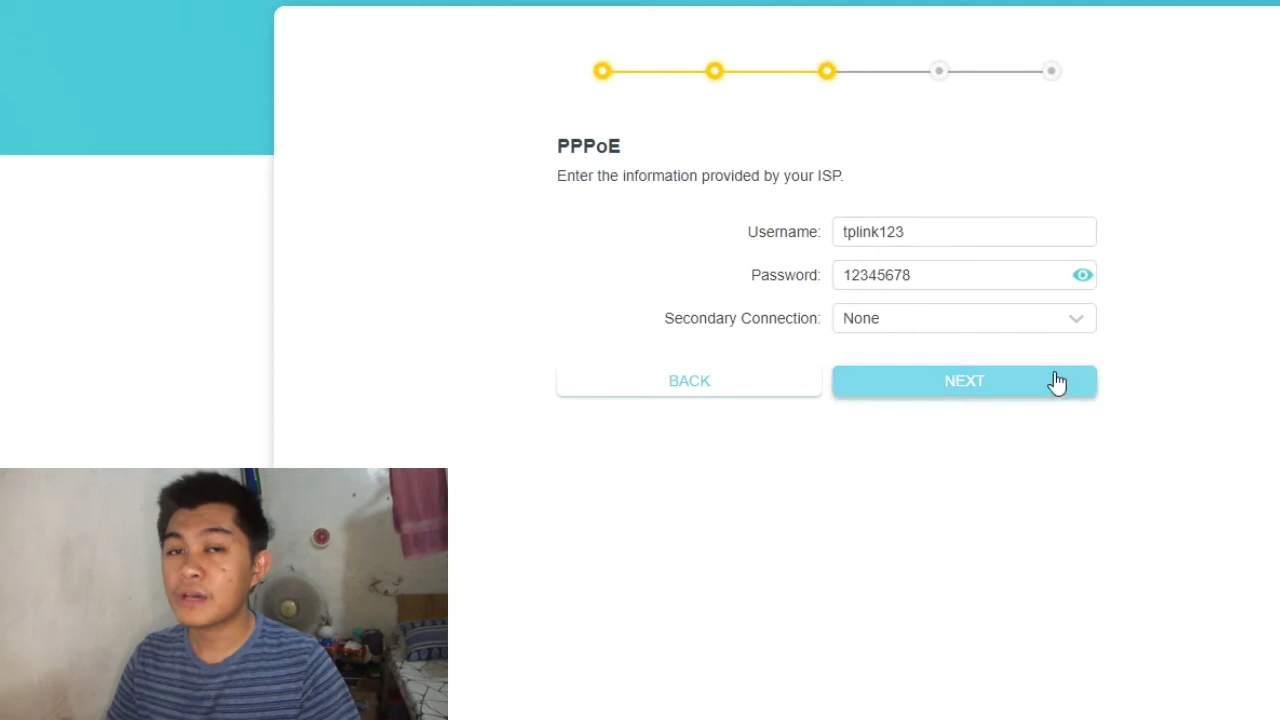 PPPoE
Enter the information provided by your ISP.
Username: tplink123
Password: 12345678
Secondary Connection: None
BACK NEXT